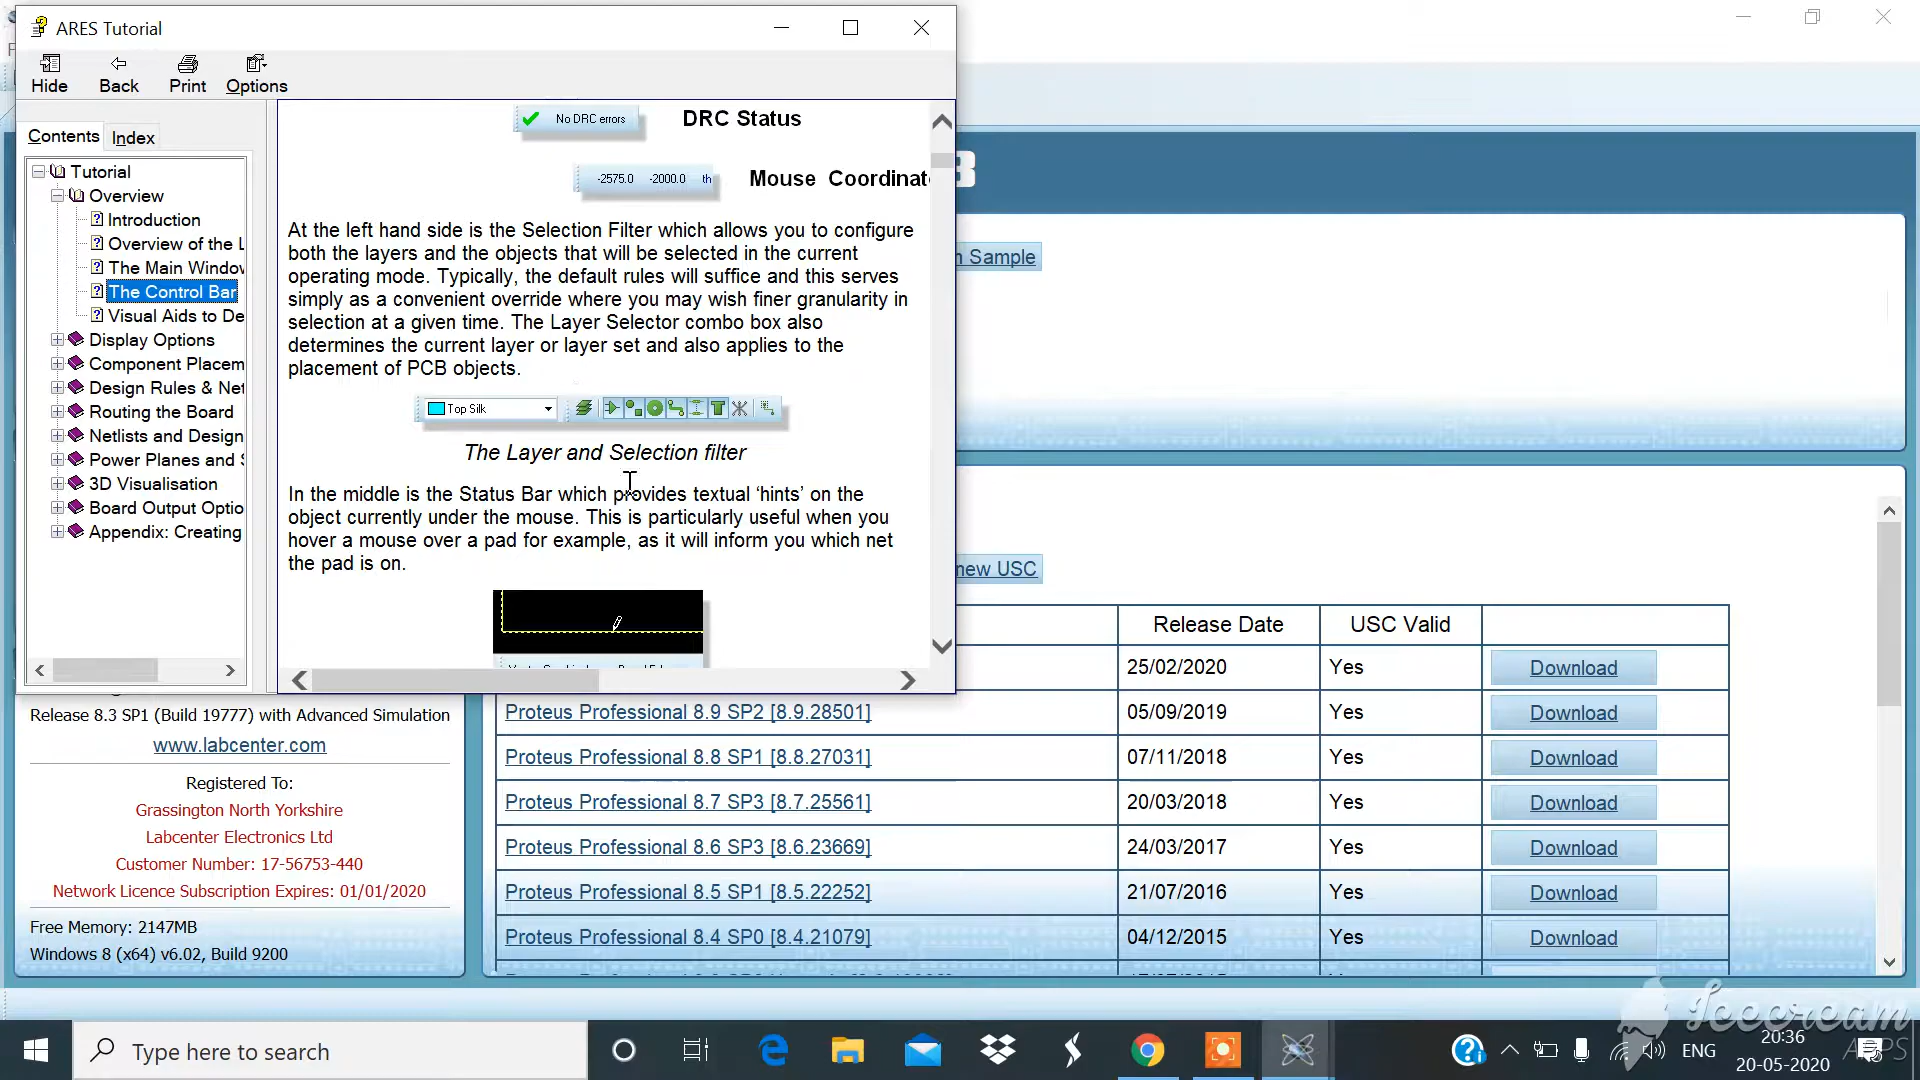 ARES Tutorial
Hide
Back
Print
Options
Contents
Index
Tutorial
Overview
Introduction
Overview of the L
The Main Window
The Control Bar
Visual Aids to De
Display Options
Component Placem
Design Rules & Net
Routing the Board
Netlists and Design
Power Planes and S
3D Visualisation
Board Output Optio
Appendix: Creating
No DRC errors
DRC Status
-2575.0 -2000.0 th
Mouse Coordinat
At the left hand side is the Selection Filter which allows you to configure
both the layers and the objects that will be selected in the current
operating mode. Typically, the default rules will suffice and this serves
simply as a convenient override where you may wish finer granularity in
selection at a given time. The Layer Selector combo box also
determines the current layer or layer set and also applies to the
placement of PCB objects.
Top Silk
The Layer and Selection filter
In the middle is the Status Bar which provides textual ‘hints’ on the
object currently under the mouse. This is particularly useful when you
hover a mouse over a pad for example, as it will inform you which net
the pad is on.
n Sample
new USC
Release Date
USC Valid
25/02/2020
Yes
Download
Proteus Professional 8.9 SP2 [8.9.28501]
05/09/2019
Yes
Download
Proteus Professional 8.8 SP1 [8.8.27031]
07/11/2018
Yes
Download
Proteus Professional 8.7 SP3 [8.7.25561]
20/03/2018
Yes
Download
Proteus Professional 8.6 SP3 [8.6.23669]
24/03/2017
Yes
Download
Proteus Professional 8.5 SP1 [8.5.22252]
21/07/2016
Yes
Download
Proteus Professional 8.4 SP0 [8.4.21079]
04/12/2015
Yes
Download
Release 8.3 SP1 (Build 19777) with Advanced Simulation
www.labcenter.com
Registered To:
Grassington North Yorkshire
Labcenter Electronics Ltd
Customer Number: 17-56753-440
Network Licence Subscription Expires: 01/01/2020
Free Memory: 2147MB
Windows 8 (x64) v6.02, Build 9200
Type here to search
ENG
20:36
20-05-2020
Icecream
APPS